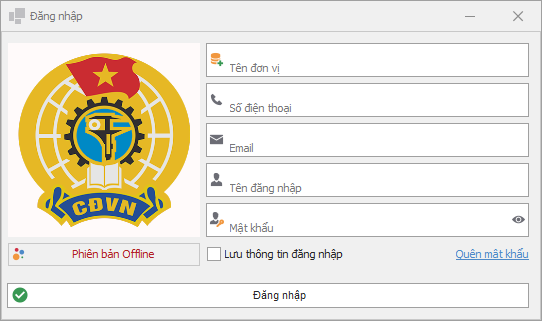 Đăng nhập
Tên đơn vị
Số điện thoại
Email
Tên đăng nhập
Mật khẩu
CĐVN
Phiên bản Offline
Lưu thông tin đăng nhập
Quên mật khẩu
Đăng nhập